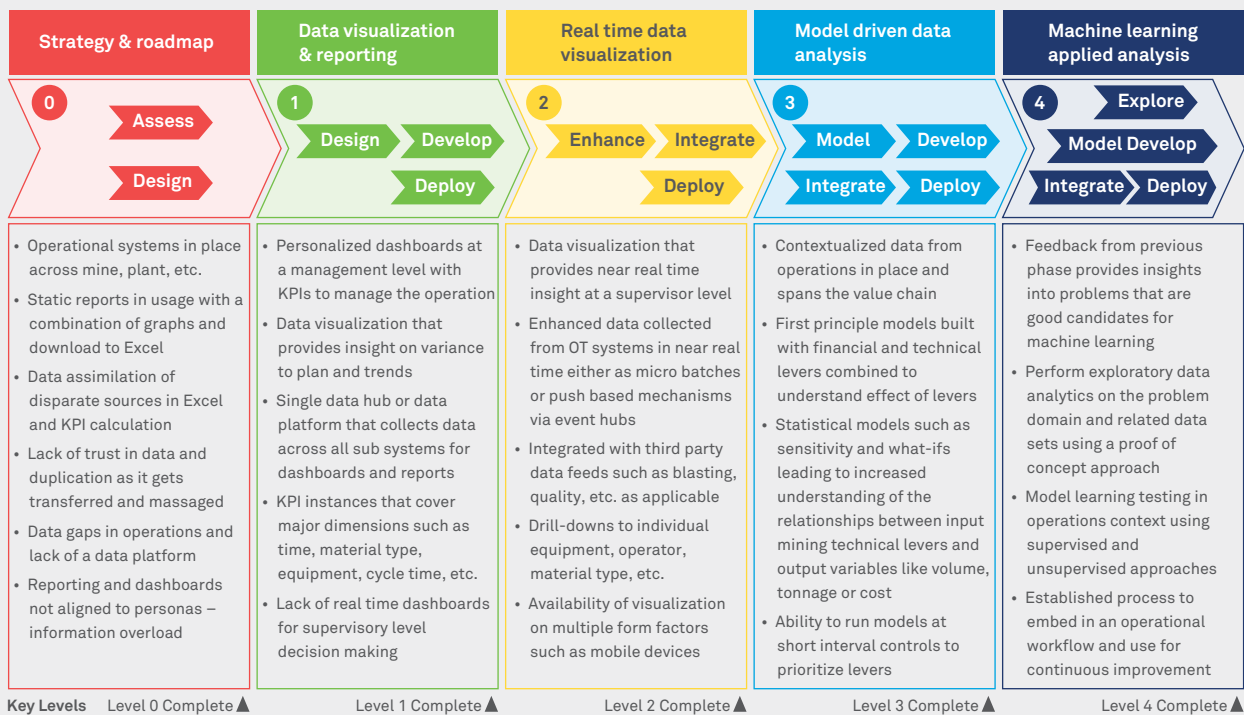 Strategy & roadmap
Data visualization
& reporting
Real time data
visualization
Model driven data
analysis
Machine learning
applied analysis
0
Assess
Design
1
Design
Develop
Deploy
2
Enhance
Integrate
Deploy
3
Model
Develop
Integrate
Deploy
4
Explore
Model Develop
Integrate
Deploy
• Operational systems in place
across mine, plant, etc.
• Static reports in usage with a
combination of graphs and
download to Excel
• Data assimilation of
disparate sources in Excel
and KPI calculation
• Lack of trust in data and
duplication as it gets
transferred and massaged
• Data gaps in operations and
lack of a data platform
• Reporting and dashboards
not aligned to personas –
information overload
• Personalized dashboards at
a management level with
KPIs to manage the operation
• Data visualization that
provides insight on variance
to plan and trends
• Single data hub or data
platform that collects data
across all sub systems for
dashboards and reports
• KPI instances that cover
major dimensions such as
time, material type,
equipment, cycle time, etc.
• Lack of real time dashboards
for supervisory level
decision making
• Data visualization that
provides near real time
insight at a supervisor level
• Enhanced data collected
from OT systems in near real
time either as micro batches
or push based mechanisms
via event hubs
• Integrated with third party
data feeds such as blasting,
quality, etc. as applicable
• Drill-downs to individual
equipment, operator,
material type, etc.
• Availability of visualization
on multiple form factors
such as mobile devices
• Contextualized data from
operations in place and
spans the value chain
• First principle models built
with financial and technical
levers combined to
understand effect of levers
• Statistical models such as
sensitivity and what-ifs
leading to increased
understanding of the
relationships between input
mining technical levers and
output variables like volume,
tonnage or cost
• Ability to run models at
short interval controls to
prioritize levers
• Feedback from previous
phase provides insights
into problems that are
good candidates for
machine learning
• Perform exploratory data
analytics on the problem
domain and related data
sets using a proof of
concept approach
• Model learning testing in
operations context using
supervised and
unsupervised approaches
• Established process to
embed in an operational
workflow and use for
continuous improvement
Key Levels
Level 0 Complete
Level 1 Complete
Level 2 Complete
Level 3 Complete
Level 4 Complete